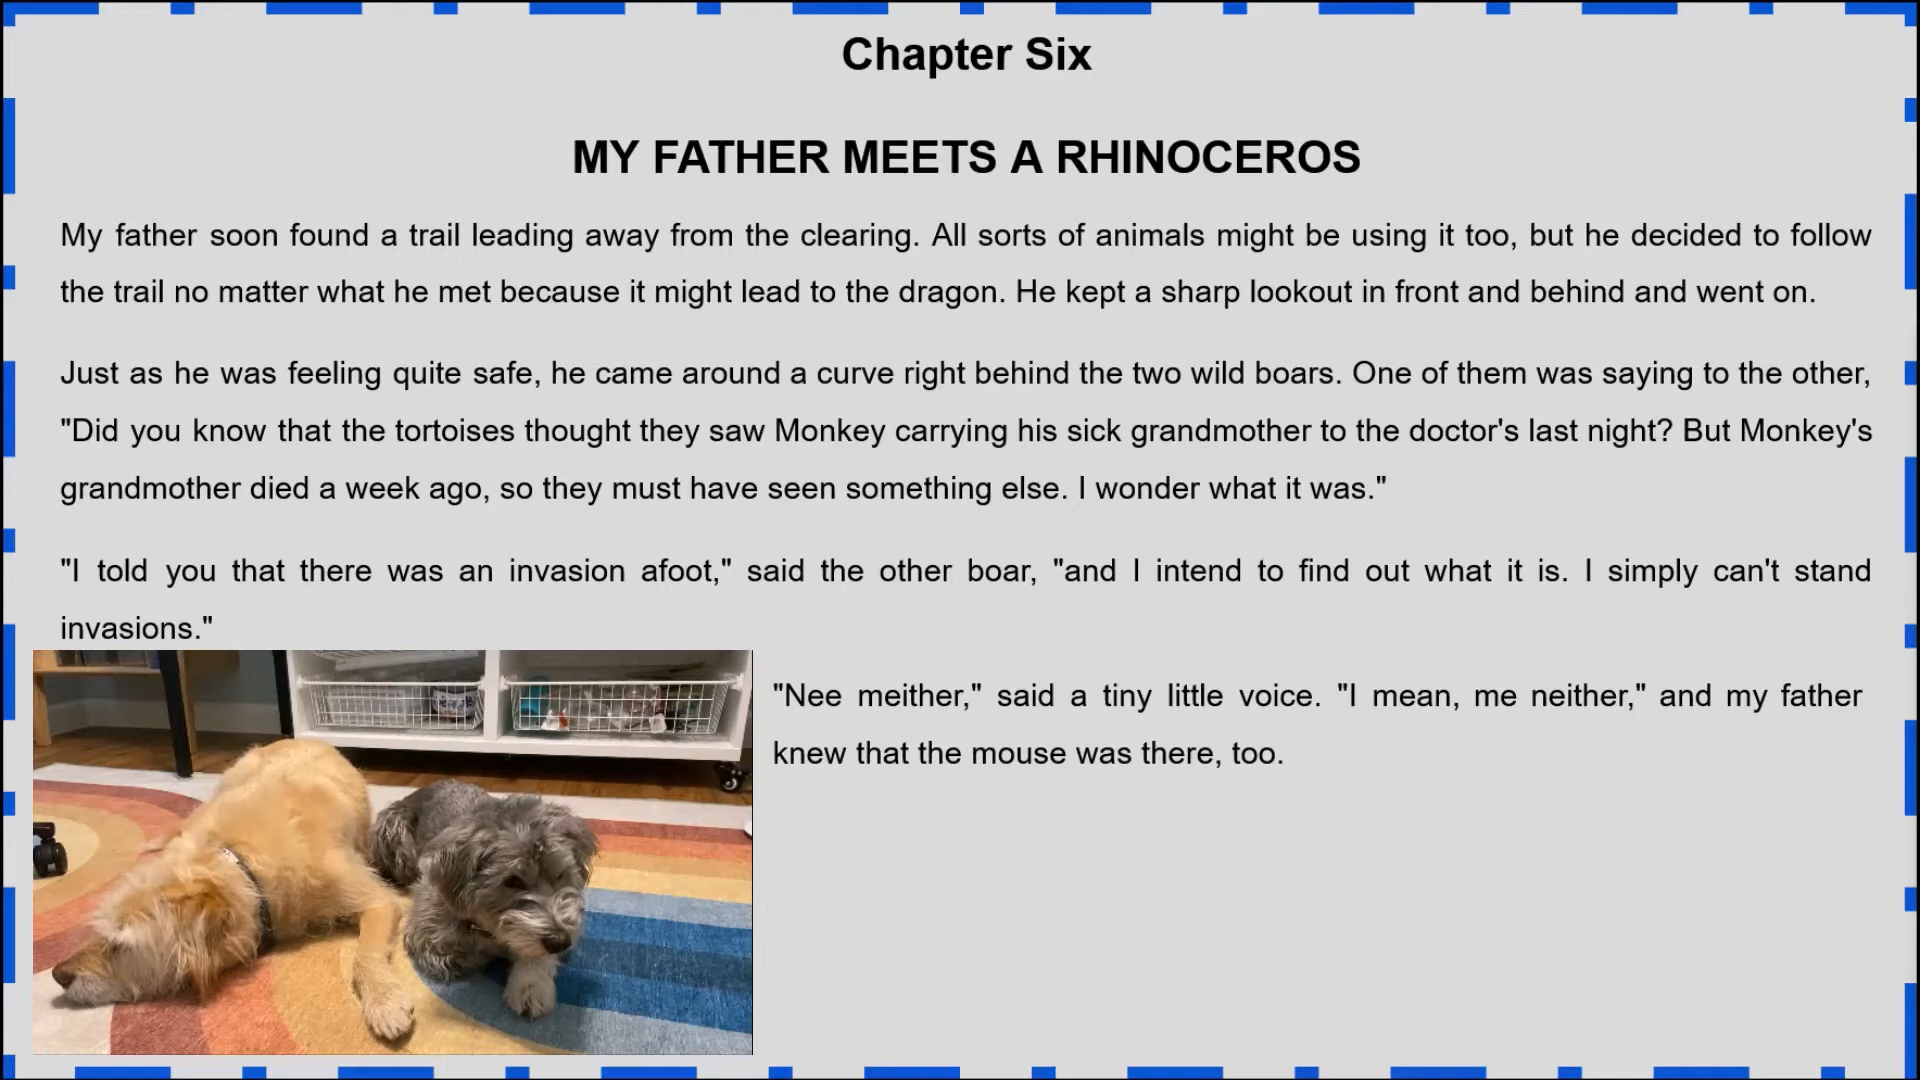 Chapter Six
MY FATHER MEETS A RHINOCEROS
My father soon found a trail leading away from the clearing. All sorts of animals might be using it too, but he decided to follow
the trail no matter what he met because it might lead to the dragon. He kept a sharp lookout in front and behind and went on.
Just as he was feeling quite safe, he came around a curve right behind the two wild boars. One of them was saying to the other,
"Did you know that the tortoises thought they saw Monkey carrying his sick grandmother to the doctor's last night? But Monkey's
grandmother died a week ago, so they must have seen something else. I wonder what it was."
"I told you that there was an invasion afoot," said the other boar, "and I intend to find out what it is. I simply can't stand
invasions."
"Nee meither," said a tiny little voice. "I mean, me neither," and my father
knew that the mouse was there, too.